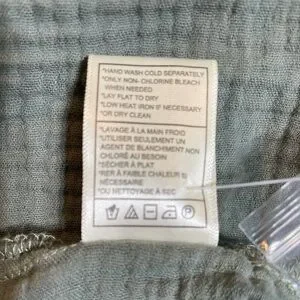 *HAND WASH COLD SEPARATELY
*ONLY NON- CHLORINE BLEACH
WHEN NEEDED
*LAY FLAT TO DRY
*LOW HEAT IRON IF NECESSARY
*OR DRY CLEAN
*LAVAGE À LA MAIN FROID
*UTILISER SEULEMENT UN
AGENT DE BLANCHIMENT NON
CHLORÉ AU BESOIN
*SÉCHER À PLAT
*RER À FAIBLE CHALEUR SI
NÉCESSAIRE
*OU NETTOYAGE À SEC